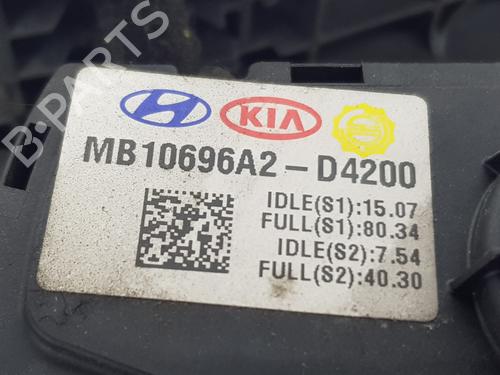 B-PARTS
KIA
MB10696A2-D4200
IDLE(S1):15.07
FULL(S1):80.34
IDLE(S2):7.54
FULL(S2):40.30